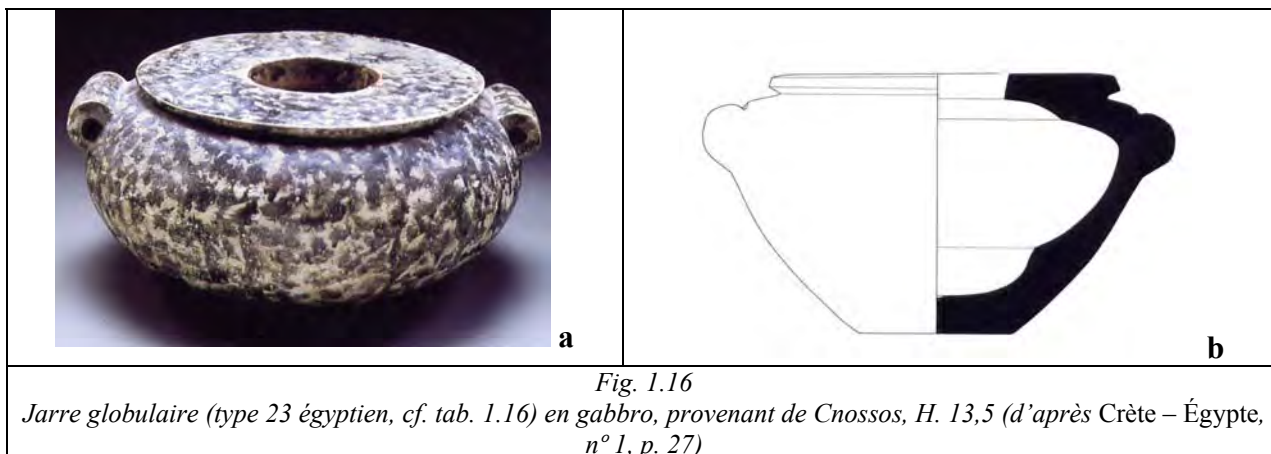 a
b
Fig. 1.16
Jarre globulaire (type 23 égyptien, cf. tab. 1.16) en gabbro, provenant de Cnossos, H. 13,5 (d'après Crète – Égypte,
nº 1, p. 27)